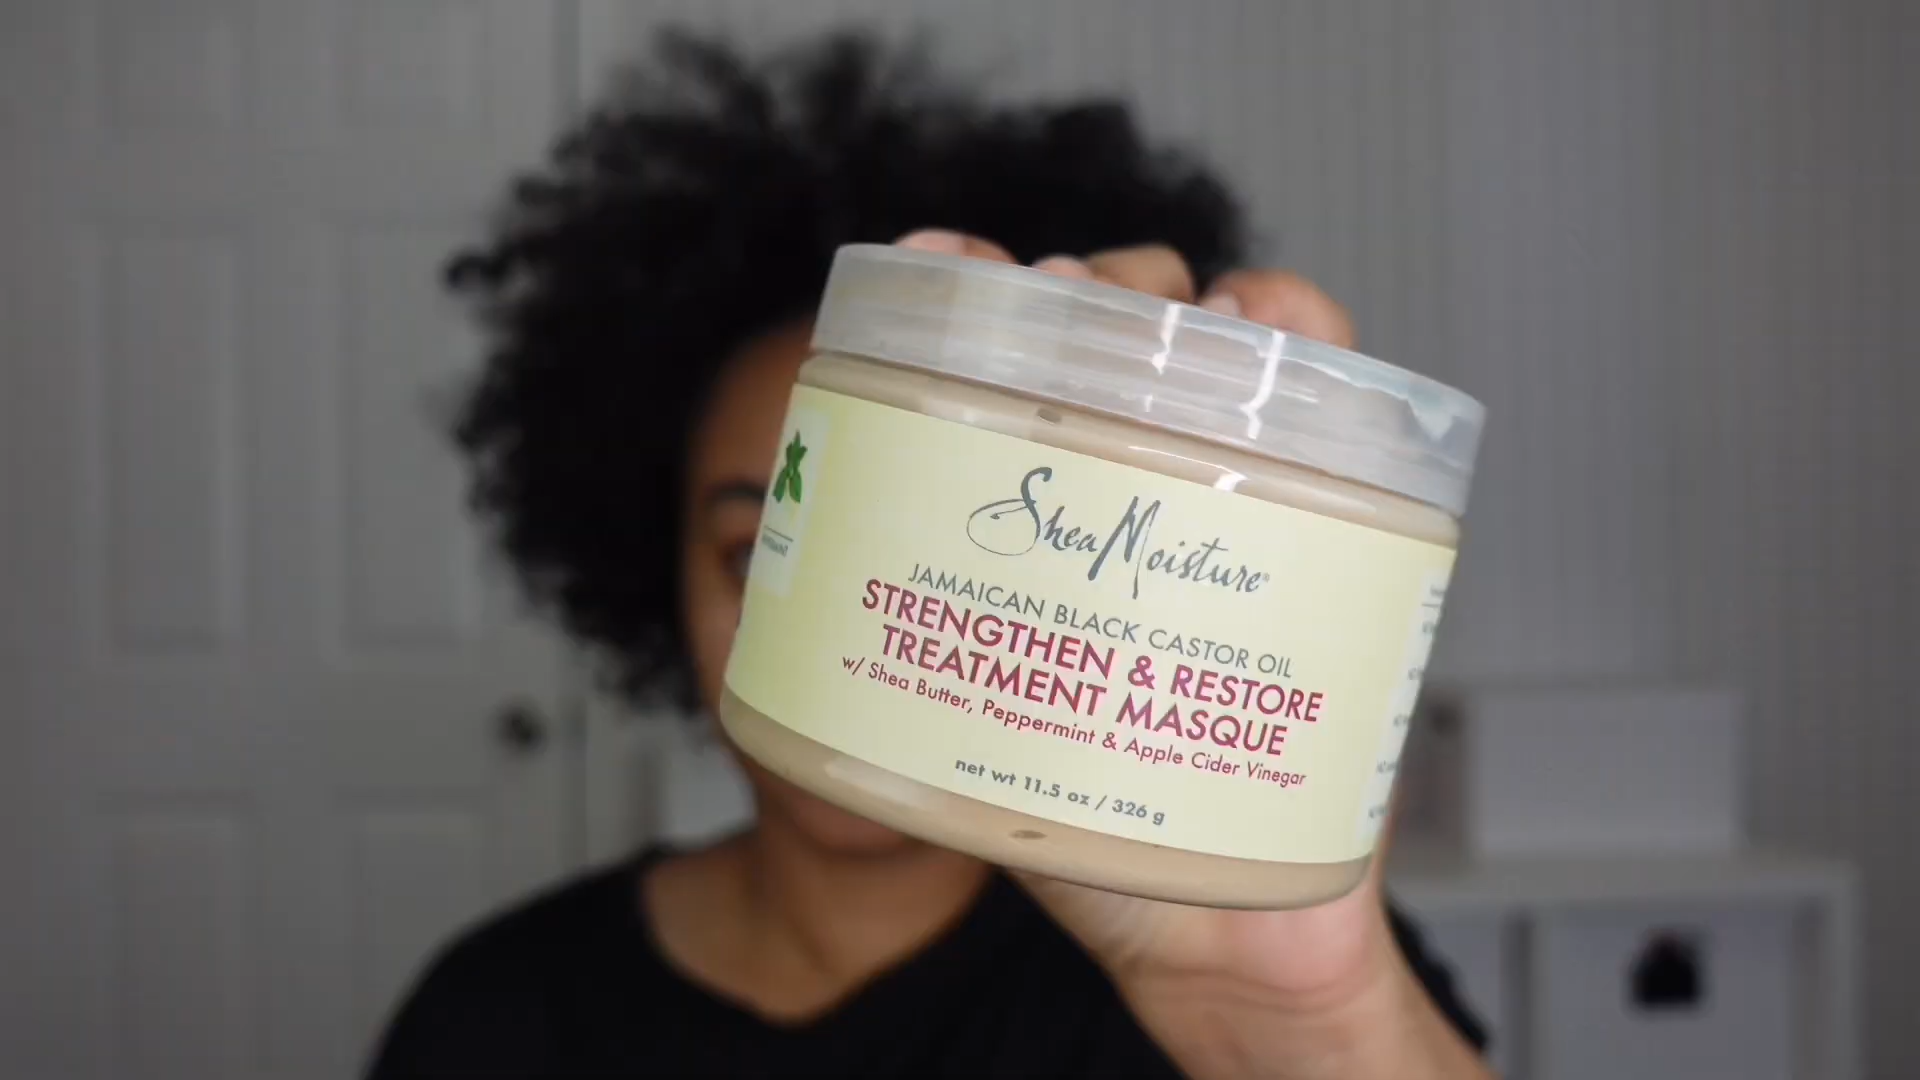 SheaMoisture®
JAMAICAN BLACK CASTOR OIL
STRENGTHEN & RESTORE
TREATMENT MASQUE
w/ Shea Butter, Peppermint & Apple Cider Vinegar
net wt 11.5 oz / 326 g